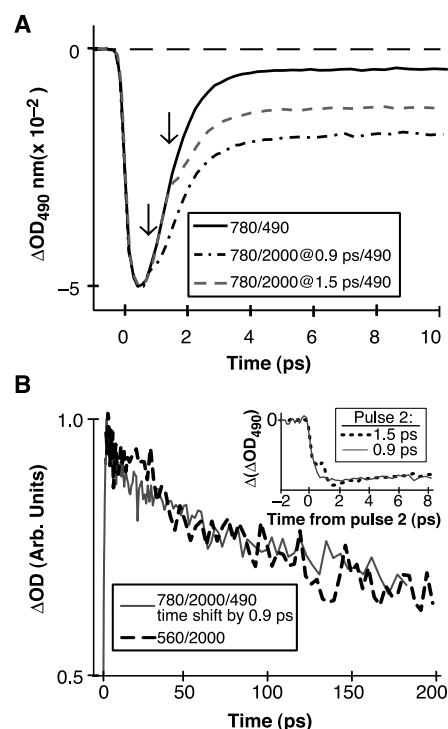 A
0
ΔOD490 nm(x 10−2)
−5
780/490
780/2000@0.9 ps/490
780/2000@1.5 ps/490
0 2 4 6 8 10
Time (ps)
B
1.0
ΔOD (Arb. Units)
0.5
Δ(ΔOD490)
0
Pulse 2:
1.5 ps
0.9 ps
−2 0 2 4 6 8
Time from pulse 2 (ps)
780/2000/490
time shift by 0.9 ps
560/2000
0 50 100 150 200
Time (ps)